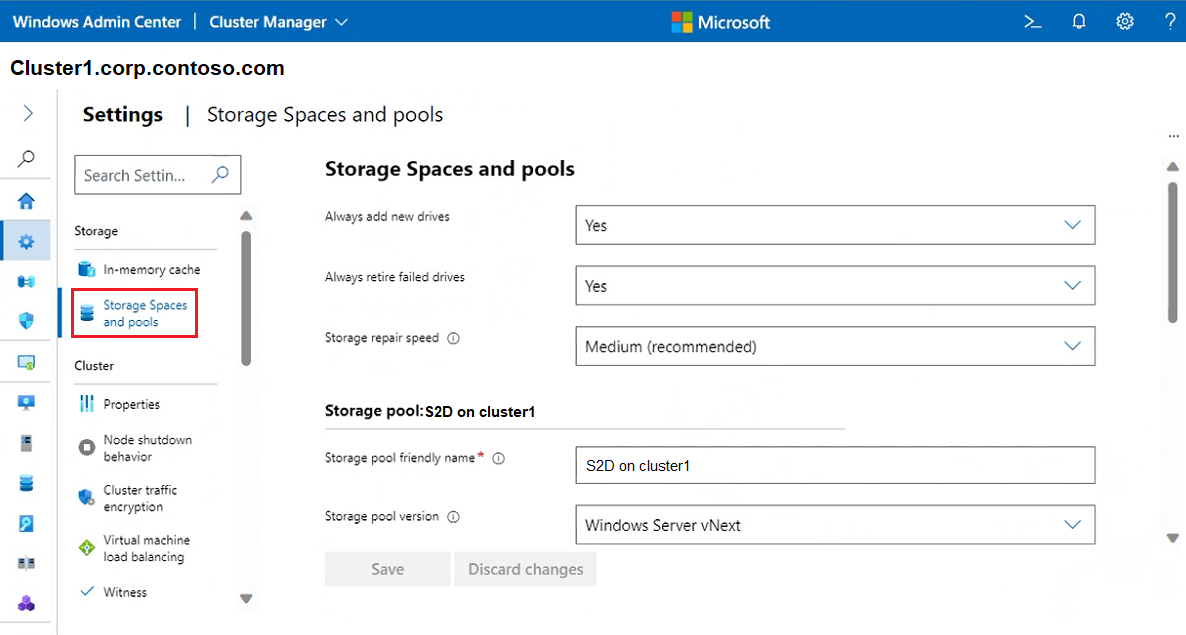 Windows Admin Center | Cluster Manager
Microsoft
?
Cluster1.corp.contoso.com
Settings | Storage Spaces and pools
...
Search Settin...
Storage
In-memory cache
Storage Spaces
and pools
Cluster
Properties
Node shutdown
behavior
Cluster traffic
encryption
Virtual machine
load balancing
Witness
Storage Spaces and pools
Always add new drives
Yes
Always retire failed drives
Yes
Storage repair speed
Medium (recommended)
Storage pool:S2D on cluster1
Storage pool friendly name*
S2D on cluster1
Storage pool version
Windows Server vNext
Save
Discard changes